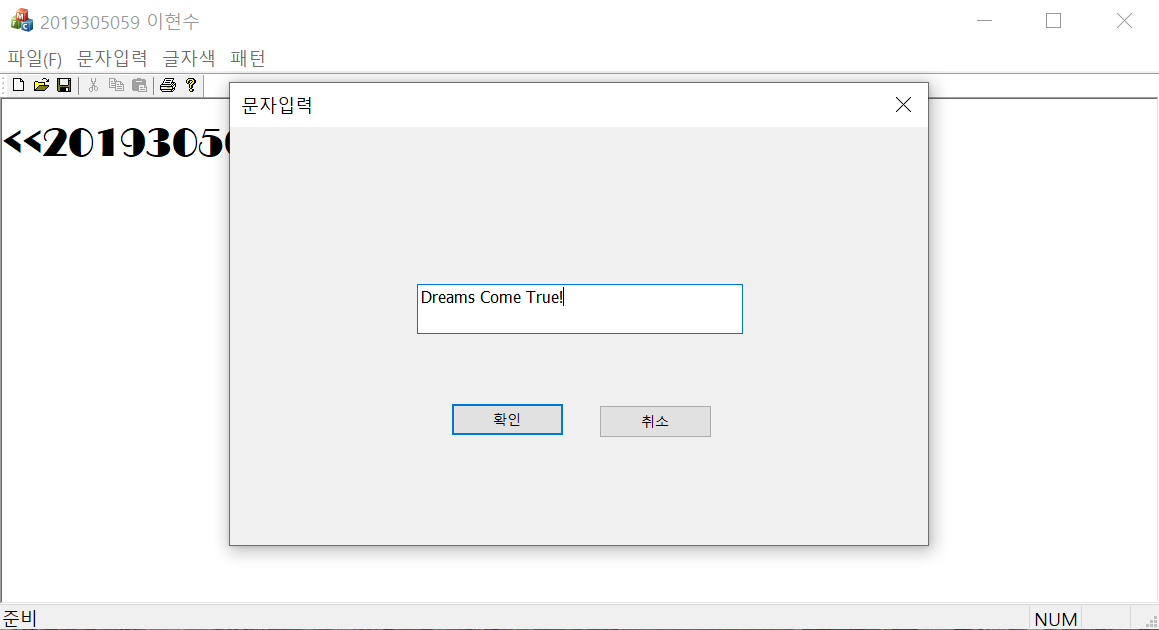 2019305059 이현수
파일(F) 문자입력 글자색 패턴
문자입력
<<2019305
Dreams Come True!
확인 취소
준비 NUM